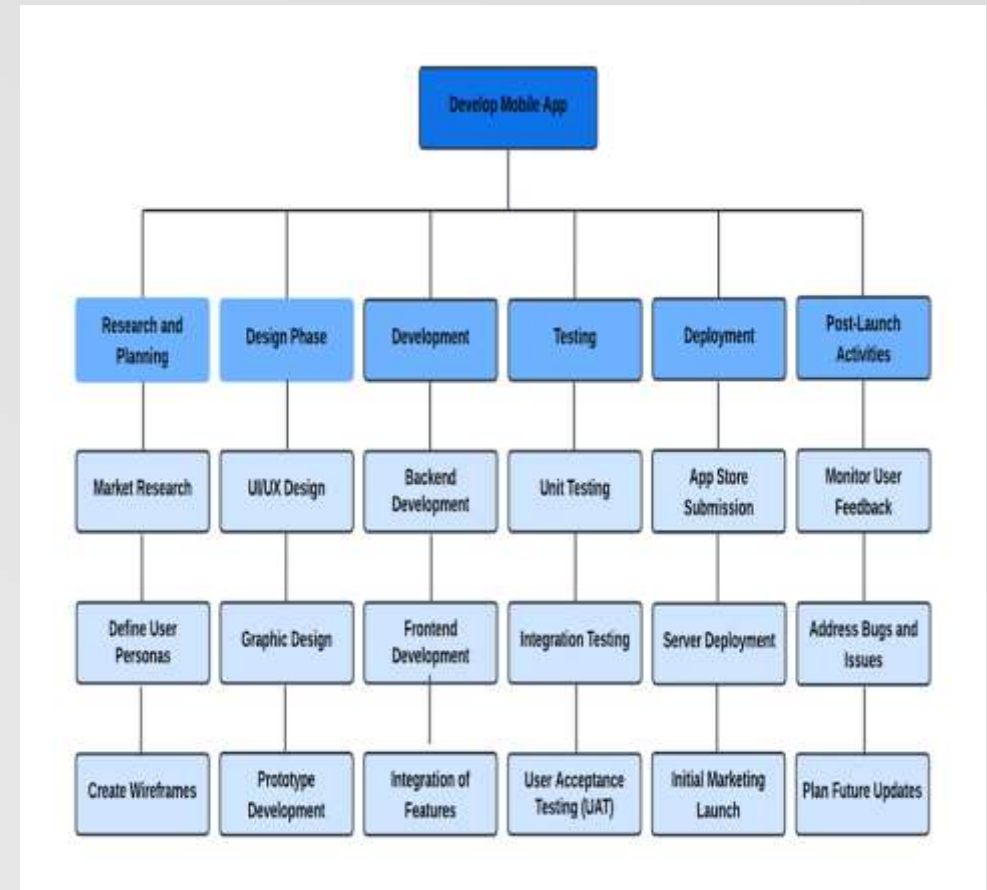 Develop Mobile App
Research and
Planning
Design Phase
Development
Testing
Deployment
Post-Launch
Activities
Market Research
UI/UX Design
Backend
Development
Unit Testing
App Store
Submission
Monitor User
Feedback
Define User
Personas
Graphic Design
Frontend
Development
Integration Testing
Server Deployment
Address Bugs and
Issues
Create Wireframes
Prototype
Development
Integration of
Features
User Acceptance
Testing (UAT)
Initial Marketing
Launch
Plan Future Updates